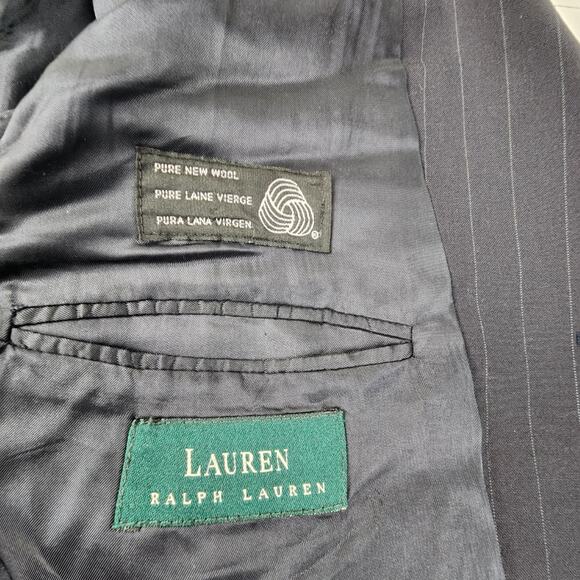 PURE NEW WOOL
PURE LAINE VIERGE
PURA LANA VIRGEN
LAUREN
RALPH LAUREN